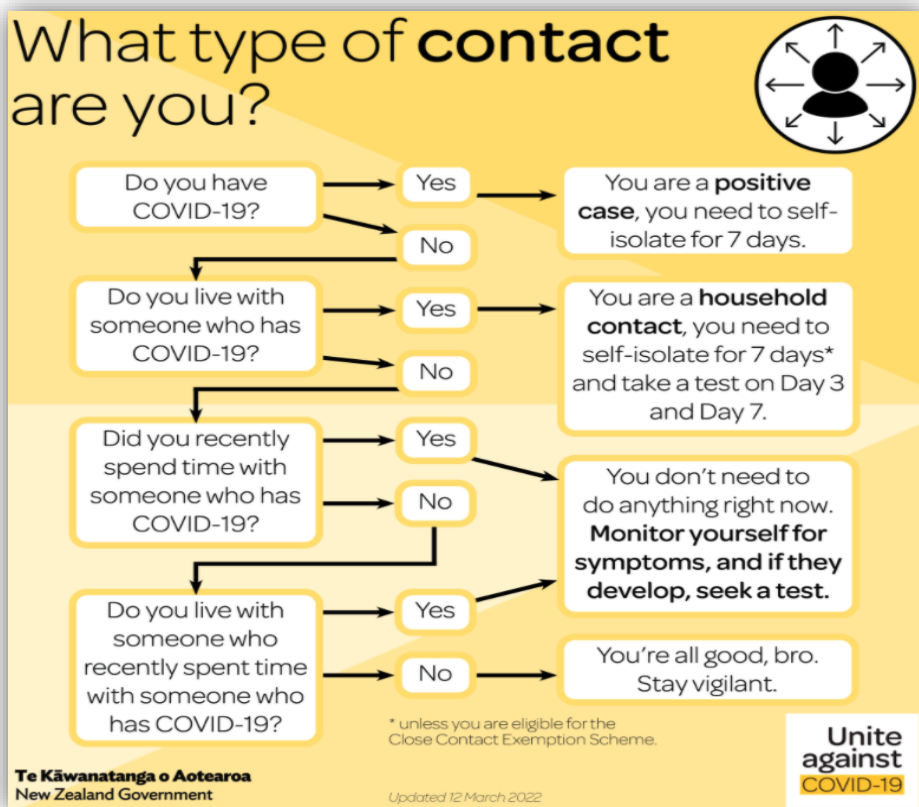 What type of contact
are you?
Do you have
COVID-19?
Yes
You are a positive
case, you need to self-
isolate for 7 days.
No
Do you live with
someone who has
COVID-19?
Yes
You are a household
contact, you need to
self-isolate for 7 days*
and take a test on Day 3
and Day 7.
No
Did you recently
spend time with
someone who has
COVID-19?
Yes
No
You don't need to
do anything right now.
Monitor yourself for
symptoms, and if they
develop, seek a test.
Do you live with
someone who
recently spent time
with someone who
has COVID-19?
Yes
No
You're all good, bro.
Stay vigilant.
* unless you are eligible for the
Close Contact Exemption Scheme.
Te Kāwanatanga o Aotearoa
New Zealand Government
Updated 12 March 2022
Unite
against
COVID-19